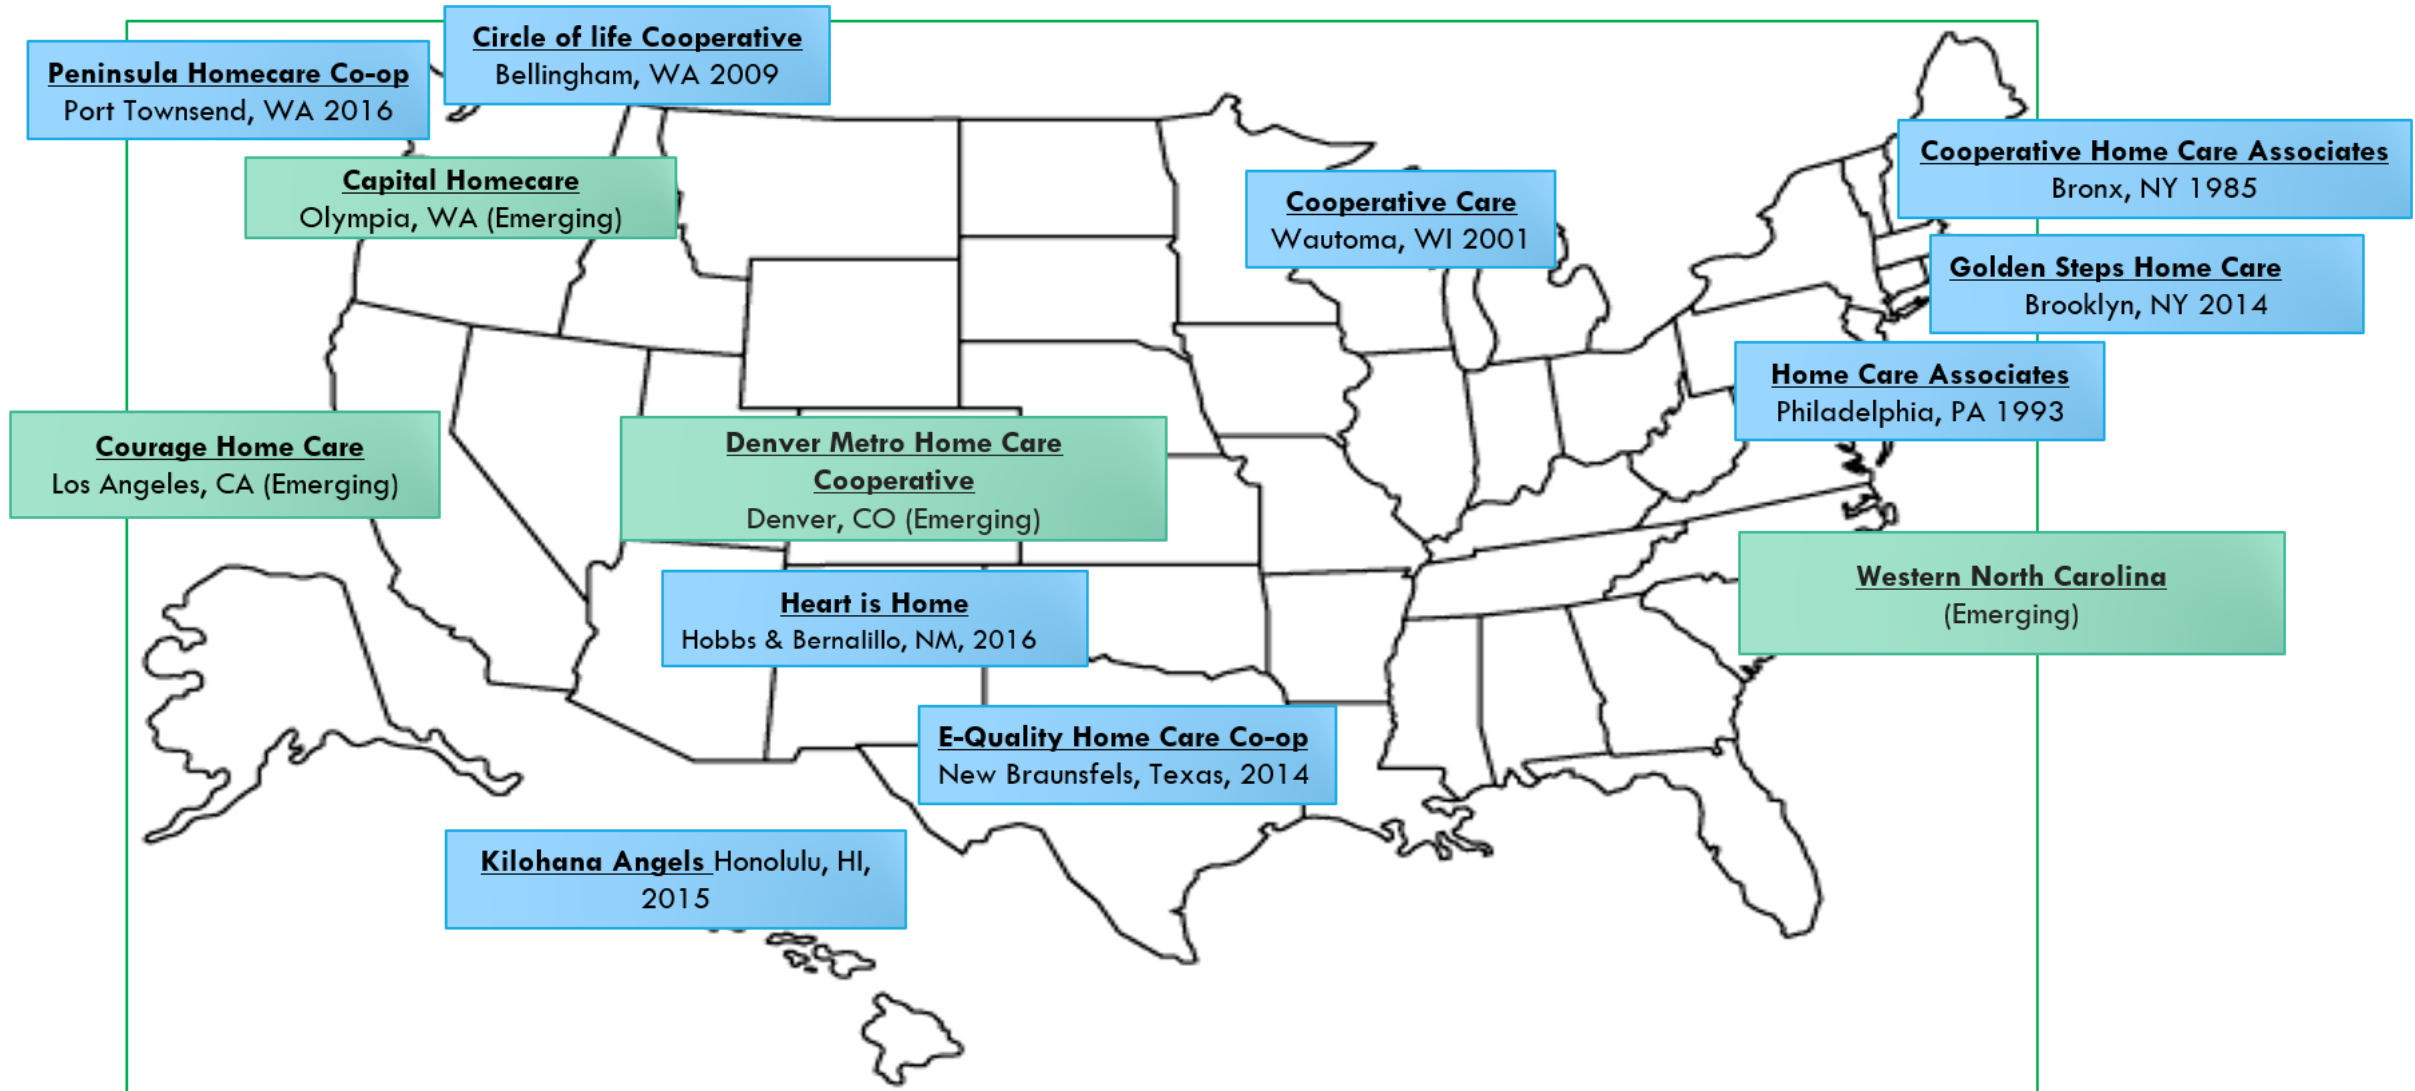 Circle of life Cooperative
Bellingham, WA 2009
Peninsula Homecare Co-op
Port Townsend, WA 2016
Capital Homecare
Olympia, WA (Emerging)
Cooperative Care
Wautoma, WI 2001
Cooperative Home Care Associates
Bronx, NY 1985
Golden Steps Home Care
Brooklyn, NY 2014
Home Care Associates
Philadelphia, PA 1993
Courage Home Care
Los Angeles, CA (Emerging)
Denver Metro Home Care
Cooperative
Denver, CO (Emerging)
Western North Carolina
(Emerging)
Heart is Home
Hobbs & Bernalillo, NM, 2016
E-Quality Home Care Co-op
New Braunsfels, Texas, 2014
Kilohana Angels Honolulu, HI,
2015